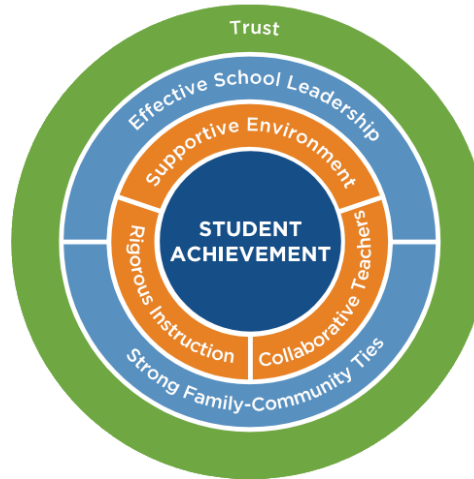 Trust
Effective School Leadership
Supportive Environment
STUDENT
ACHIEVEMENT
Rigorous Instruction
Collaborative Teachers
Strong Family-Community Ties